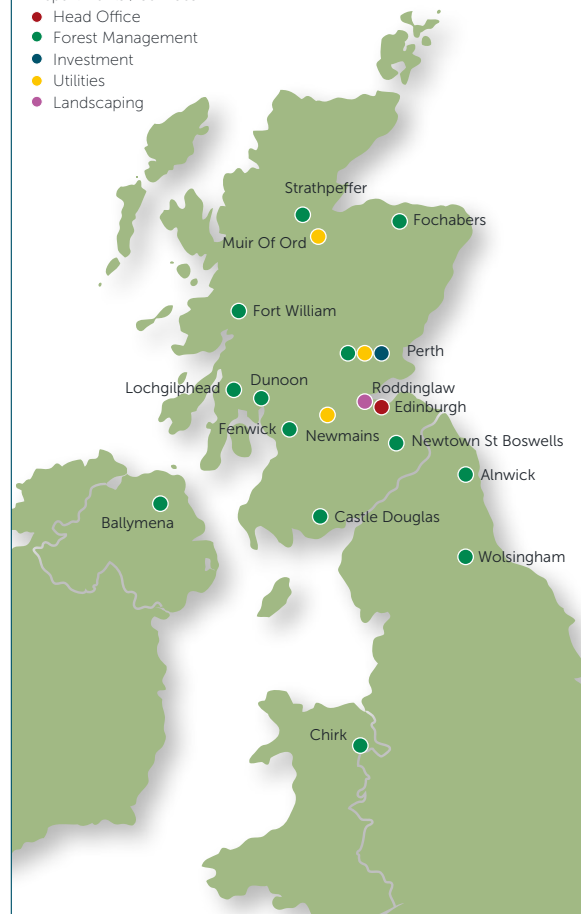 Head Office
Forest Management
Investment
Utilities
Landscaping
Strathpeffer
Fochabers
Muir Of Ord
Fort William
Perth
Lochgilphead
Dunoon
Roddinglaw
Edinburgh
Fenwick
Newmains
Newtown St Boswells
Alnwick
Ballymena
Castle Douglas
Wolsingham
Chirk